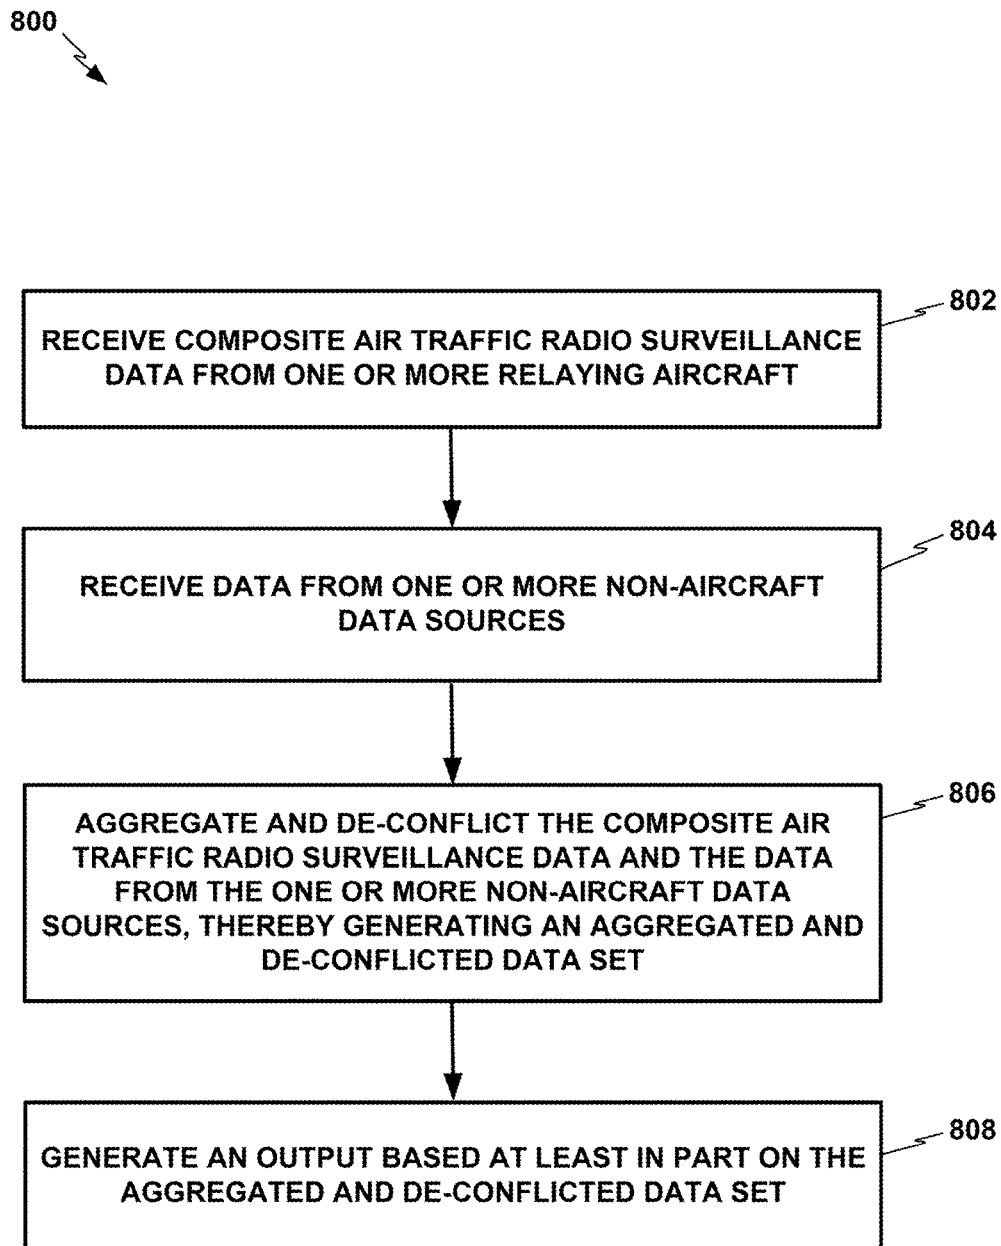 800
802
RECEIVE COMPOSITE AIR TRAFFIC RADIO SURVEILLANCE
DATA FROM ONE OR MORE RELAYING AIRCRAFT
804
RECEIVE DATA FROM ONE OR MORE NON-AIRCRAFT
DATA SOURCES
806
AGGREGATE AND DE-CONFLICT THE COMPOSITE AIR
TRAFFIC RADIO SURVEILLANCE DATA AND THE DATA
FROM THE ONE OR MORE NON-AIRCRAFT DATA
SOURCES, THEREBY GENERATING AN AGGREGATED AND
DE-CONFLICTED DATA SET
808
GENERATE AN OUTPUT BASED AT LEAST IN PART ON THE
AGGREGATED AND DE-CONFLICTED DATA SET